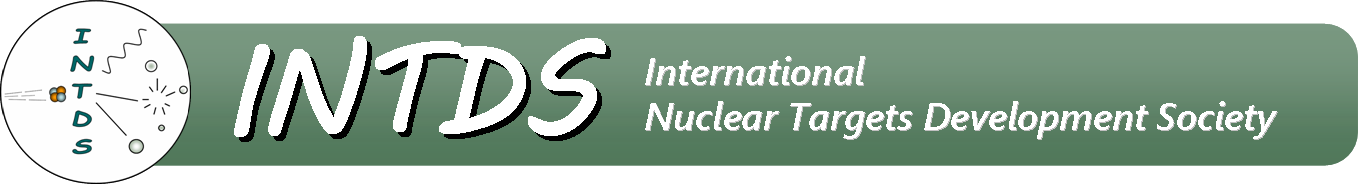 I
N
T
D
S
INTDS
International
Nuclear Targets Development Society